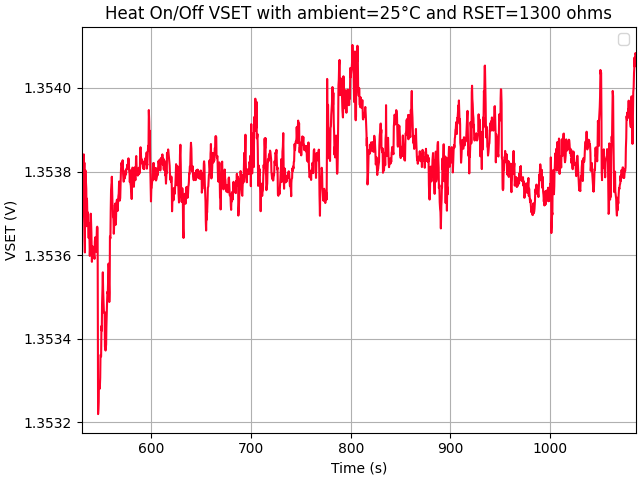 Heat On/Off VSET with ambient=25°C and RSET=1300 ohms
1.3540
1.3538
1.3536
1.3534
1.3532
VSET (V)
600 700 800 900 1000
Time (s)